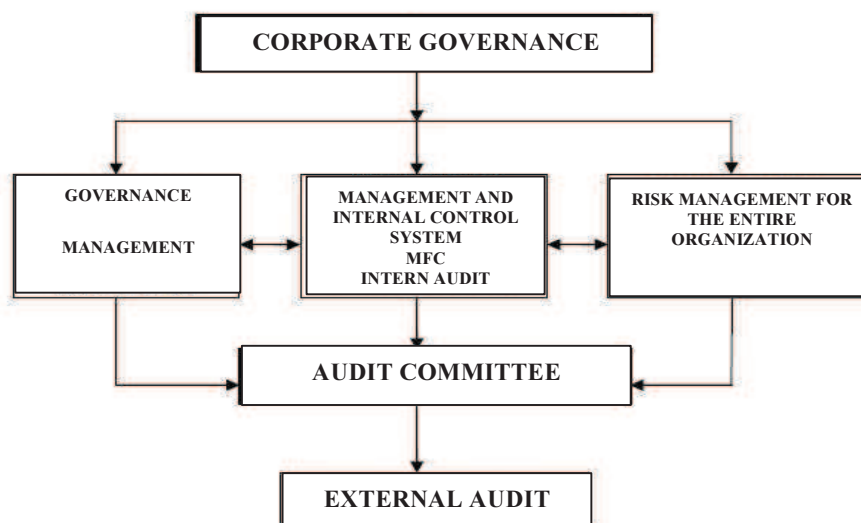 CORPORATE GOVERNANCE
GOVERNANCE
MANAGEMENT
MANAGEMENT AND
INTERNAL CONTROL
SYSTEM
MFC
INTERN AUDIT
RISK MANAGEMENT FOR
THE ENTIRE
ORGANIZATION
AUDIT COMMITTEE
EXTERNAL AUDIT